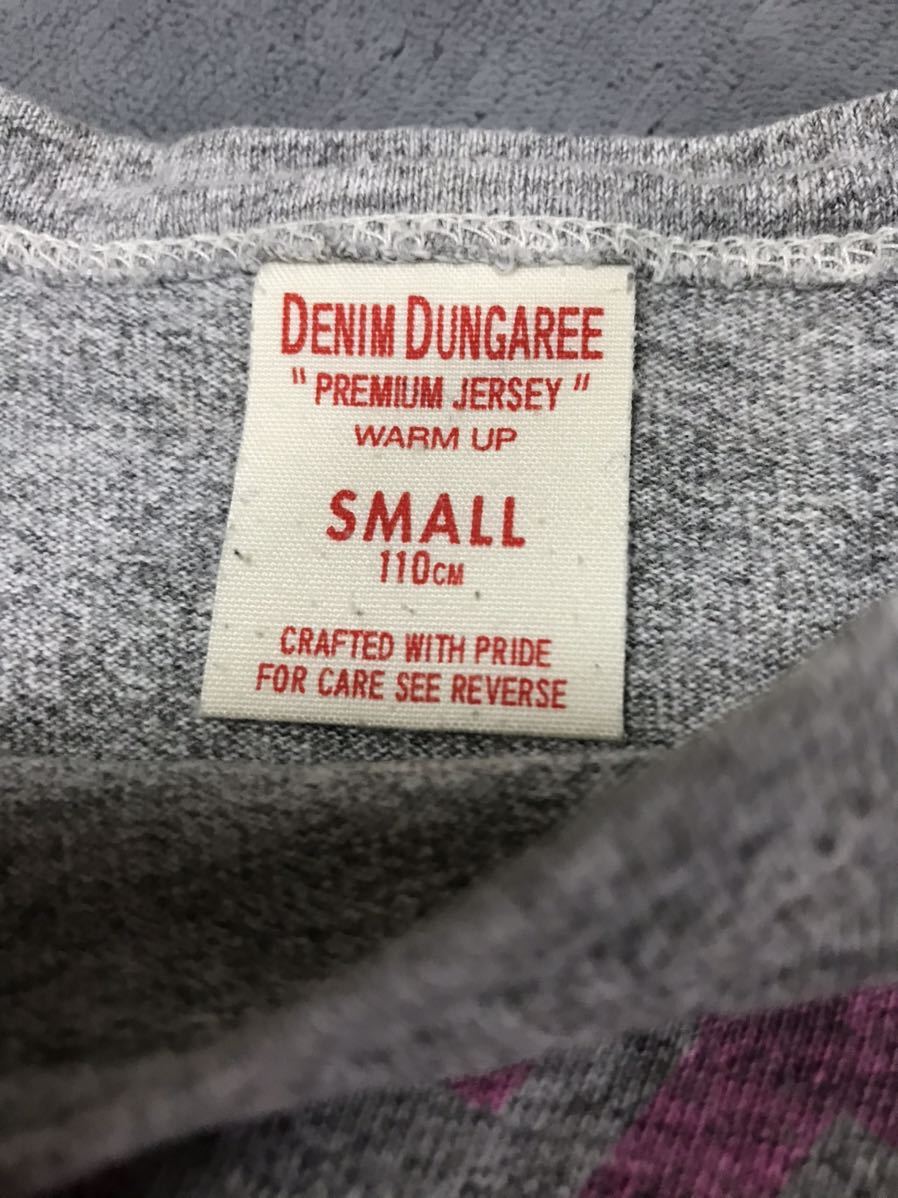 DENIM DUNGAREE
" PREMIUM JERSEY "
WARM UP
SMALL
110CM
CRAFTED WITH PRIDE
FOR CARE SEE REVERSE